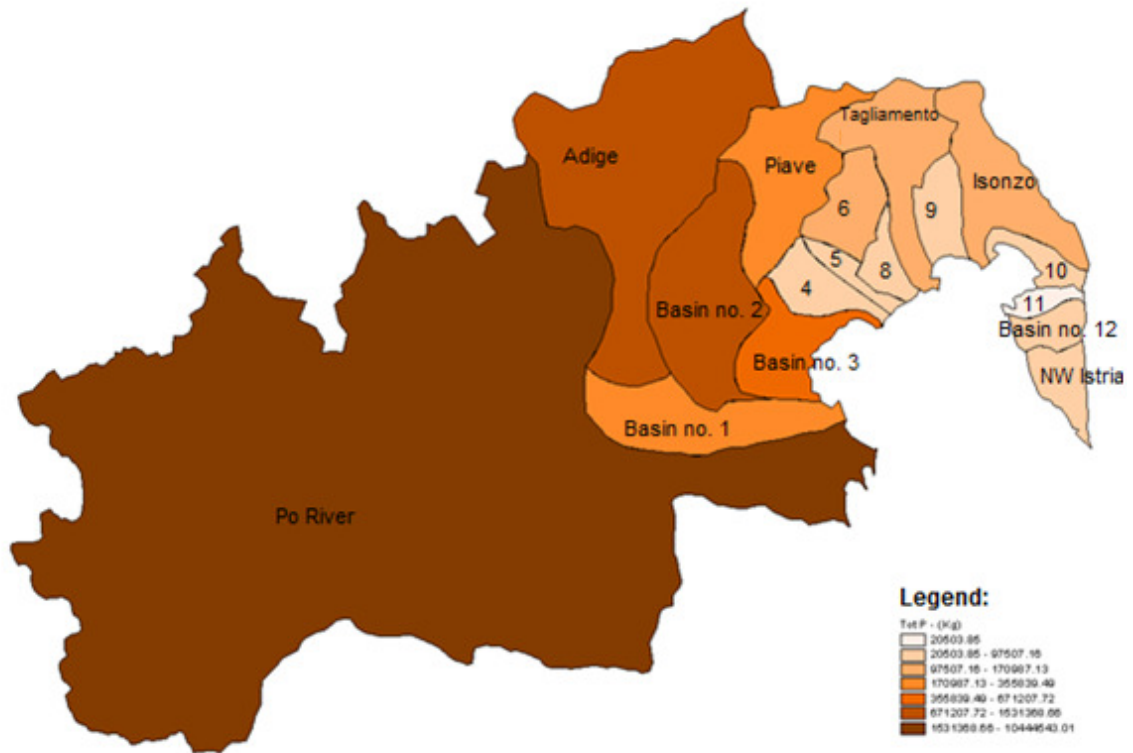 Tagliamento
Adige
Piave
Isonzo
6
9
5
8
10
4
11
Basin no. 2
Basin no. 12
Basin no. 3
NW Istria
Basin no. 1
Po River
Legend:
Tot P - (Kg)
20503.85
20503.85 - 97507.16
97507.16 - 170987.13
170987.13 - 355839.49
355839.49 - 671207.72
671207.72 - 1531368.66
1531368.66 - 10444543.01